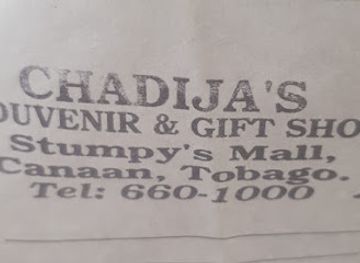 CHADIJA'S
OUVENIR & GIFT SHO
Stumpy's Mall,
Canaan, Tobago.
Tel: 660-1000